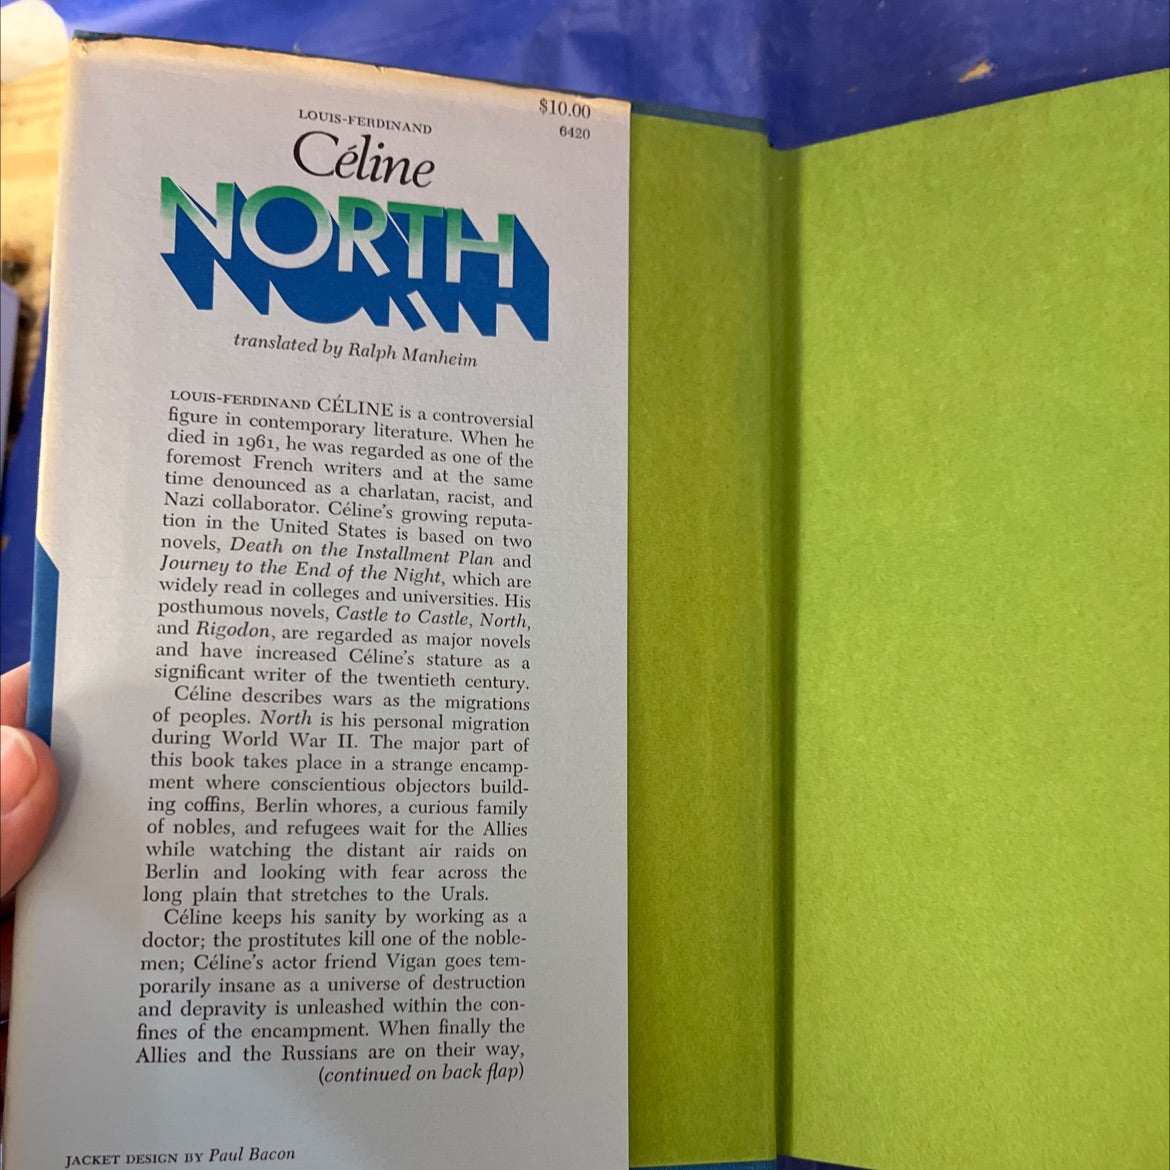 $10.00
6420
LOUIS-FERDINAND
Céline
NORTH
translated by Ralph Manheim
LOUIS-FERDINAND CÉLINE is a controversial
figure in contemporary literature. When he
died in 1961, he was regarded as one of the
foremost French writers and at the same
time denounced as a charlatan, racist, and
Nazi collaborator. Céline's growing reputa-
tion in the United States is based on two
novels, Death on the Installment Plan and
Journey to the End of the Night, which are
widely read in colleges and universities. His
posthumous novels, Castle to Castle, North,
and Rigodon, are regarded as major novels
and have increased Céline's stature as a
significant writer of the twentieth century.
Céline describes wars as the migrations
of peoples. North is his personal migration
during World War II. The major part of
this book takes place in a strange encamp-
ment where conscientious objectors build-
ing coffins, Berlin whores, a curious family
of nobles, and refugees wait for the Allies
while watching the distant air raids on
Berlin and looking with fear across the
long plain that stretches to the Urals.
Céline keeps his sanity by working as a
doctor; the prostitutes kill one of the noble-
men; Céline's actor friend Vigan goes tem-
porarily insane as a universe of destruction
and depravity is unleashed within the con-
fines of the encampment. When finally the
Allies and the Russians are on their way,
(continued on back flap)
JACKET DESIGN BY Paul Bacon